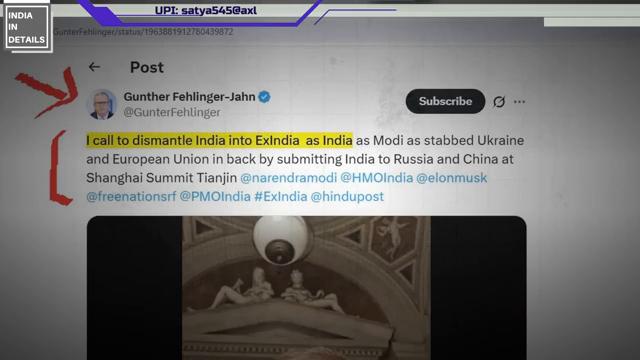 INDIA
IN
DETAILS
UPI: satya545@axl
GunterFehlinger/status/1963881912780439872
Post
Gunther Fehlinger-Jahn
@GunterFehlinger
Subscribe
I call to dismantle India into ExIndia as India as Modi as stabbed Ukraine
and European Union in back by submitting India to Russia and China at
Shanghai Summit Tianjin @narendramodi @HMOIndia @elonmusk
@freenationsrf @PMOIndia #ExIndia @hindupost